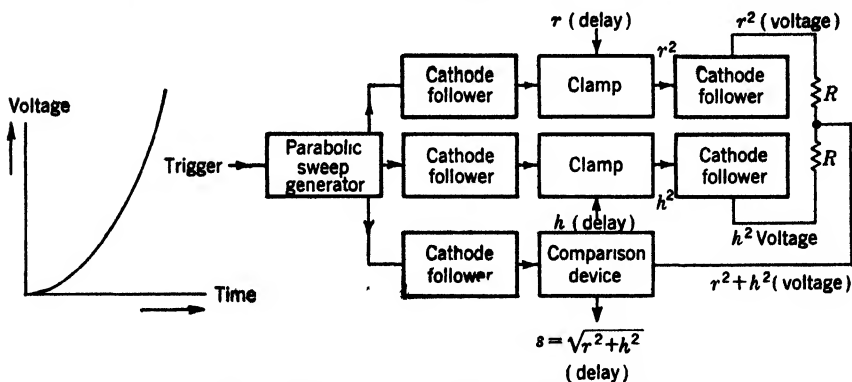 Voltage
Time
Trigger
Parabolic
sweep
generator
r (delay)
Cathode
follower
Clamp
r²
Cathode
follower
r² (voltage)
R
Cathode
follower
Clamp
h²
Cathode
follower
R
h (delay)
h² Voltage
Cathode
follower
Comparison
device
r²+h² (voltage)
s = √r²+h²
(delay)